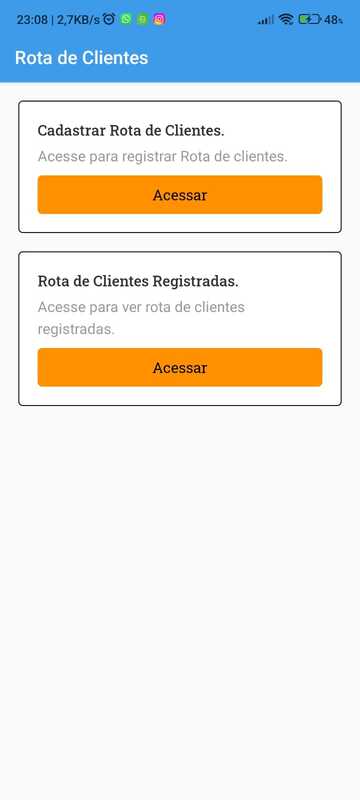 23:08 | 2,7KB/s 48%
Rota de Clientes
Cadastrar Rota de Clientes.
Acesse para registrar Rota de clientes.
Acessar
Rota de Clientes Registradas.
Acesse para ver rota de clientes
registradas.
Acessar